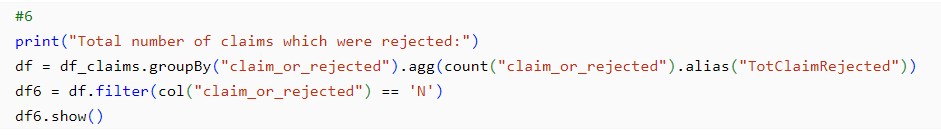 #6
print("Total number of claims which were rejected:")
df = df_claims.groupBy("claim_or_rejected").agg(count("claim_or_rejected").alias("TotClaimRejected"))
df6 = df.filter(col("claim_or_rejected") == 'N')
df6.show()